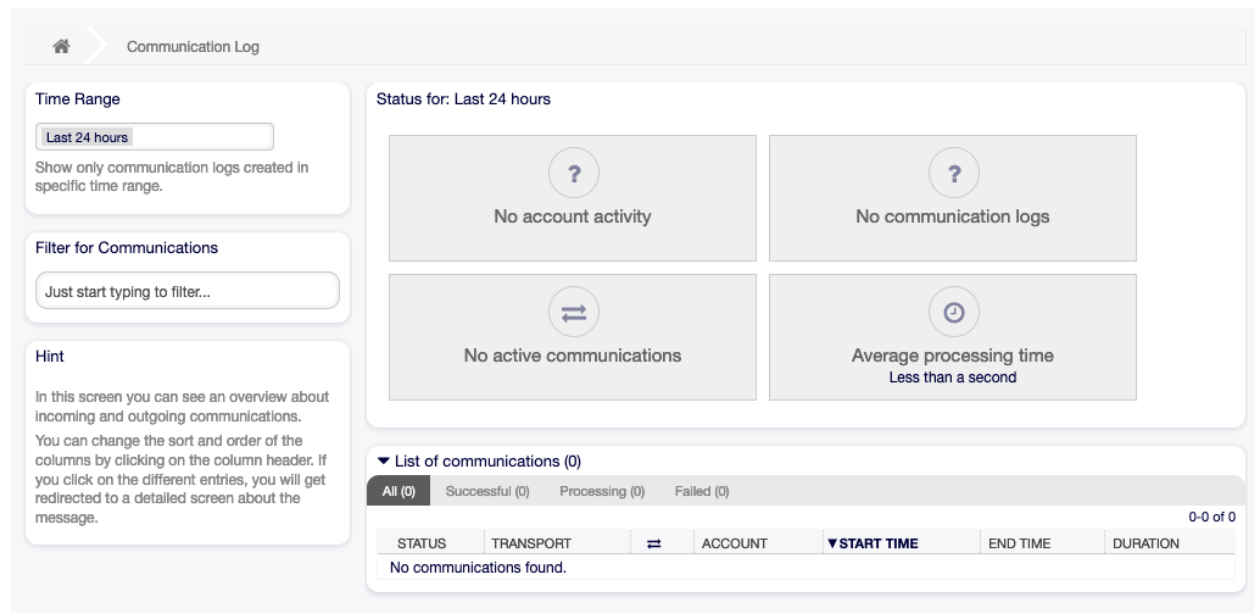 Communication Log
Time Range
Last 24 hours
Show only communication logs created in
specific time range.
Filter for Communications
Just start typing to filter...
Hint
In this screen you can see an overview about
incoming and outgoing communications.
You can change the sort and order of the
columns by clicking on the column header. If
you click on the different entries, you will get
redirected to a detailed screen about the
message.
Status for: Last 24 hours
?
No account activity
?
No communication logs
No active communications
Average processing time
Less than a second
List of communications (0)
All (0) Successful (0) Processing (0) Failed (0)
0-0 of 0
STATUS TRANSPORT ACCOUNT START TIME END TIME DURATION
No communications found.